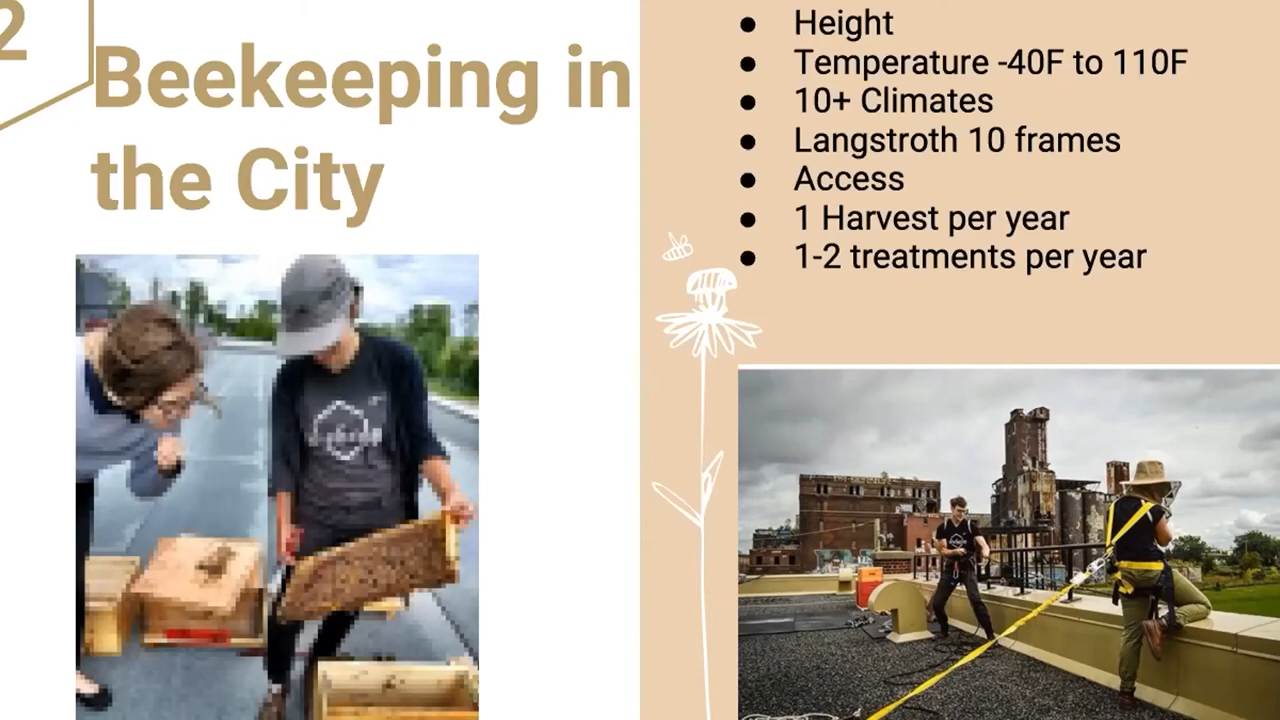 2
Beekeeping in
the City
● Height
● Temperature -40F to 110F
● 10+ Climates
● Langstroth 10 frames
● Access
● 1 Harvest per year
● 1-2 treatments per year